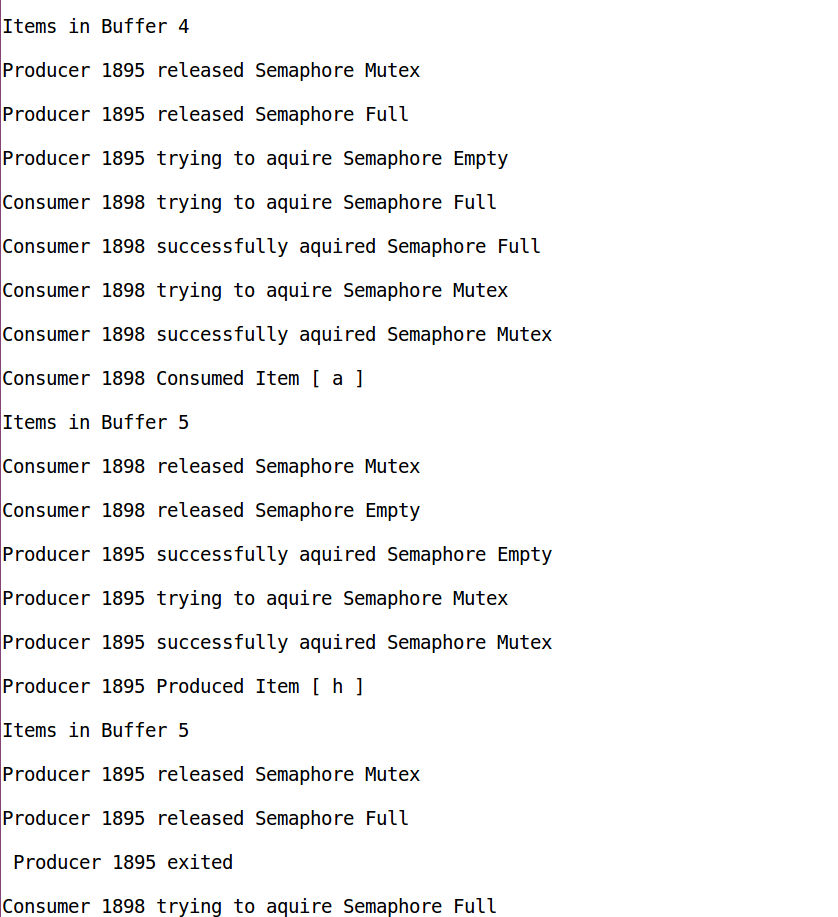 Items in Buffer 4
Producer 1895 released Semaphore Mutex
Producer 1895 released Semaphore Full
Producer 1895 trying to aquire Semaphore Empty
Consumer 1898 trying to aquire Semaphore Full
Consumer 1898 successfully aquired Semaphore Full
Consumer 1898 trying to aquire Semaphore Mutex
Consumer 1898 successfully aquired Semaphore Mutex
Consumer 1898 Consumed Item [ a ]
Items in Buffer 5
Consumer 1898 released Semaphore Mutex
Consumer 1898 released Semaphore Empty
Producer 1895 successfully aquired Semaphore Empty
Producer 1895 trying to aquire Semaphore Mutex
Producer 1895 successfully aquired Semaphore Mutex
Producer 1895 Produced Item [ h ]
Items in Buffer 5
Producer 1895 released Semaphore Mutex
Producer 1895 released Semaphore Full
Producer 1895 exited
Consumer 1898 trying to aquire Semaphore Full